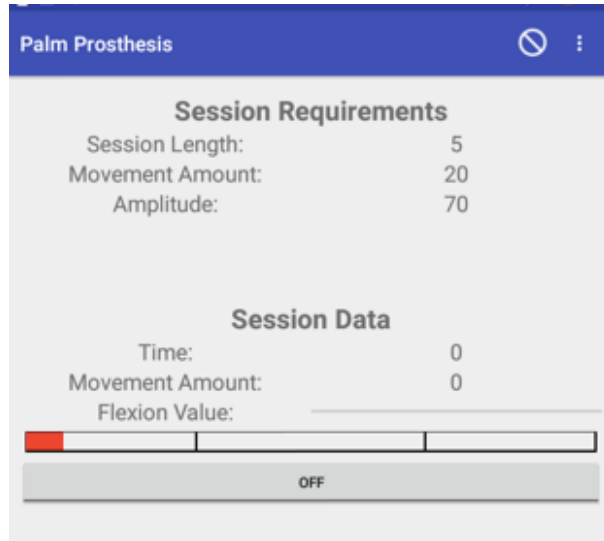 Palm Prosthesis
Session Requirements
Session Length: 5
Movement Amount: 20
Amplitude: 70
Session Data
Time: 0
Movement Amount: 0
Flexion Value:
OFF